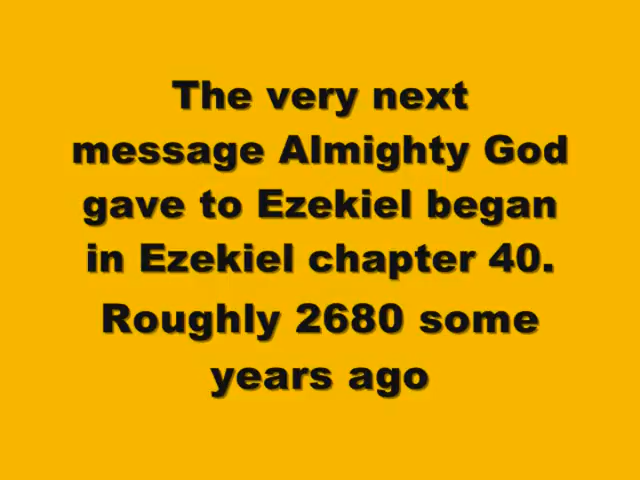 The very next
message Almighty God
gave to Ezekiel began
in Ezekiel chapter 40.
Roughly 2680 some
years ago